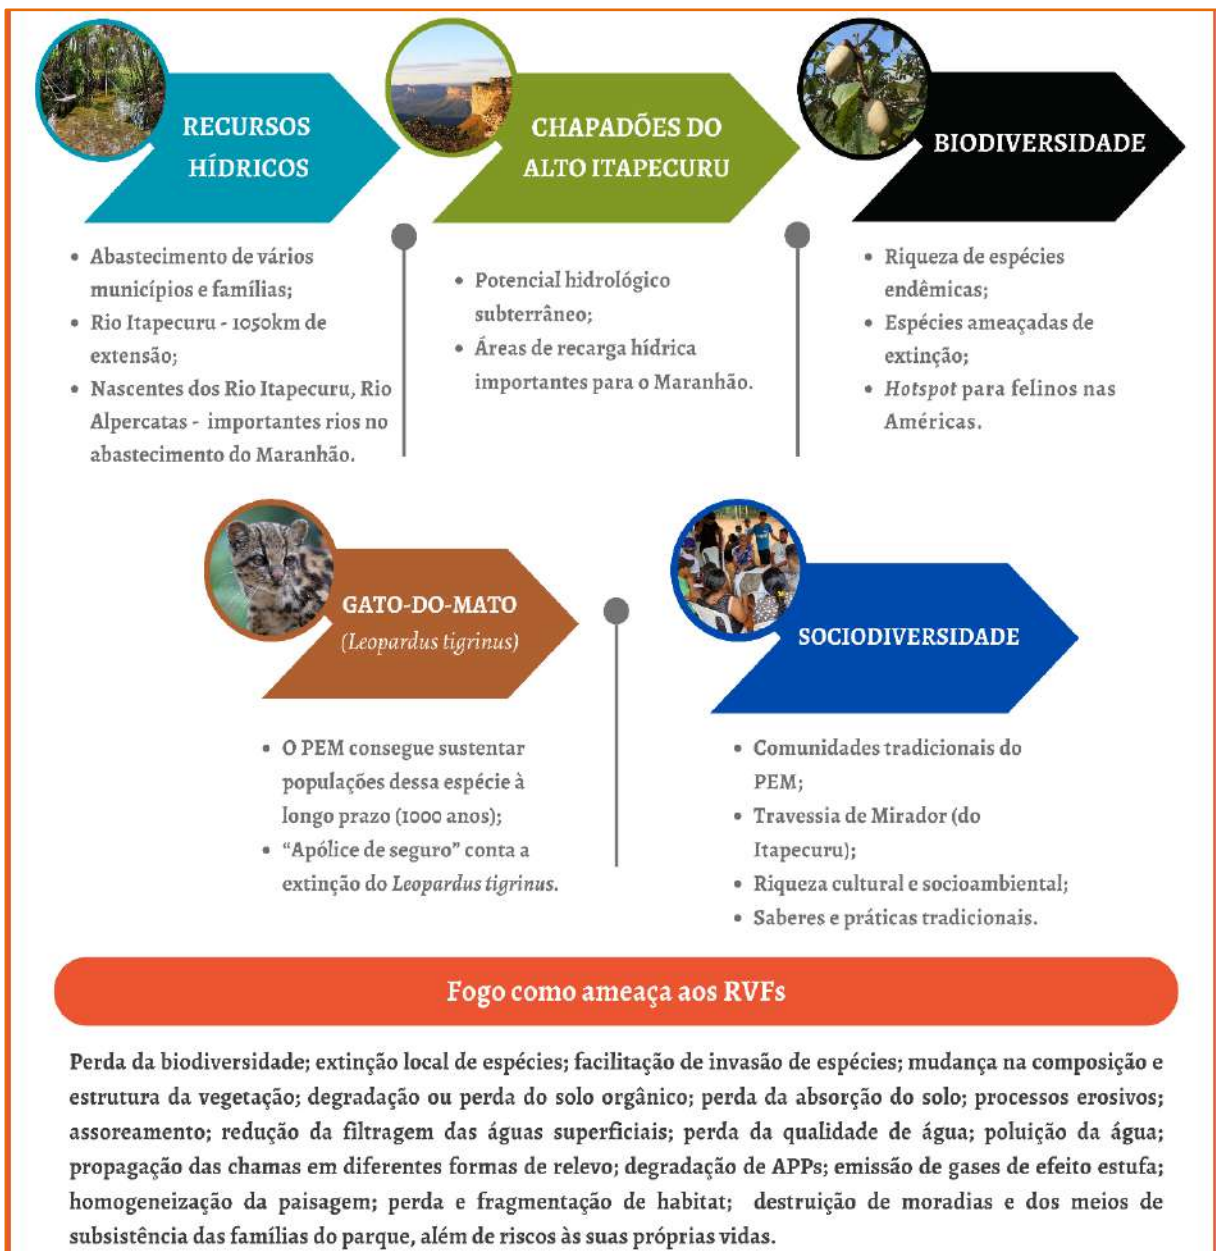 RECURSOS
HÍDRICOS
CHAPADÕES DO
ALTO ITAPECURU
BIODIVERSIDADE
• Abastecimento de vários
municípios e famílias;
• Rio Itapecuru - 1050km de
extensão;
• Nascentes dos Rio Itapecuru, Rio
Alpercatas - importantes rios no
abastecimento do Maranhão.
• Potencial hidrológico
subterrâneo;
• Áreas de recarga hídrica
importantes para o Maranhão.
• Riqueza de espécies
endêmicas;
• Espécies ameaçadas de
extinção;
• Hotspot para felinos nas
Américas.
GATO-DO-MATO
(Leopardus tigrinus)
SOCIODIVERSIDADE
• O PEM consegue sustentar
populações dessa espécie à
longo prazo (1000 anos);
• “Apólice de seguro” conta a
extinção do Leopardus tigrinus.
• Comunidades tradicionais do
PEM;
• Travessia de Mirador (do
Itapecuru);
• Riqueza cultural e socioambiental;
• Saberes e práticas tradicionais.
Fogo como ameaça aos RVFs
Perda da biodiversidade; extinção local de espécies; facilitação de invasão de espécies; mudança na composição e
estrutura da vegetação; degradação ou perda do solo orgânico; perda da absorção do solo; processos erosivos;
assoreamento; redução da filtragem das águas superficiais; perda da qualidade de água; poluição da água;
propagação das chamas em diferentes formas de relevo; degradação de APPs; emissão de gases de efeito estufa;
homogeneização da paisagem; perda e fragmentação de habitat; destruição de moradias e dos meios de
subsistência das famílias do parque, além de riscos às suas próprias vidas.